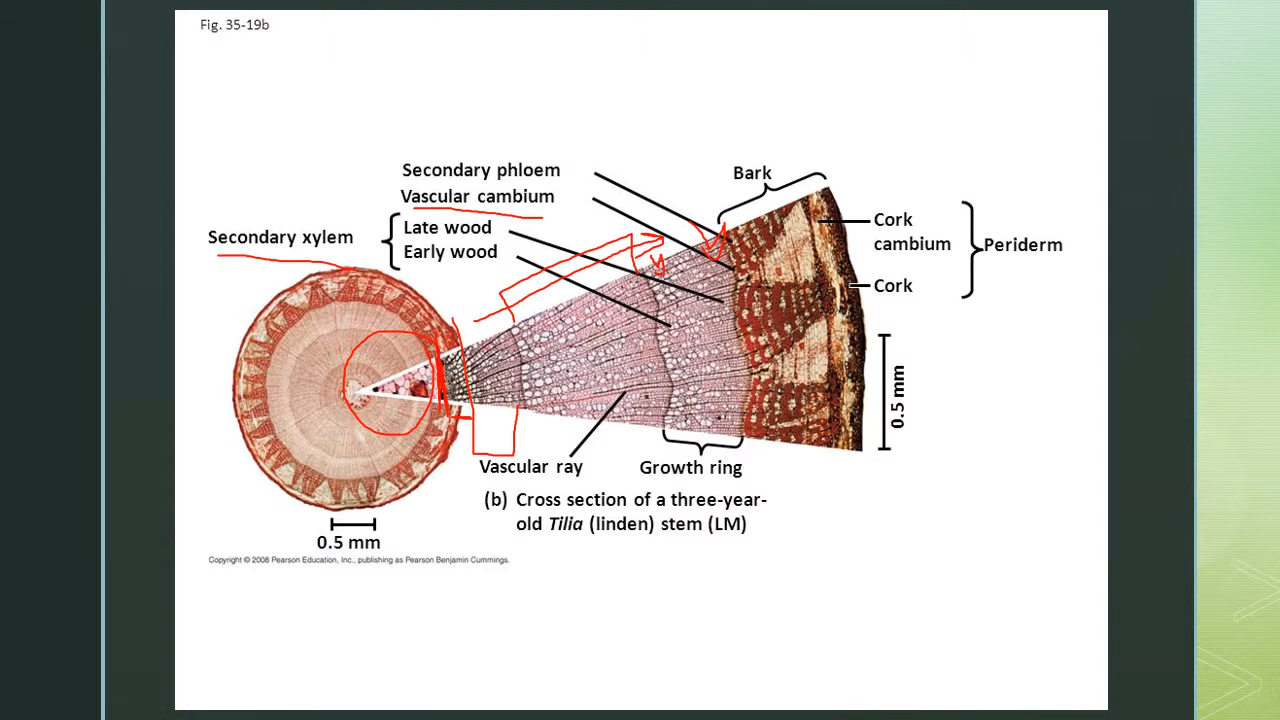 Fig. 35-19b
Secondary phloem
Vascular cambium
Late wood
Early wood
Secondary xylem
Bark
Cork
cambium
Periderm
Cork
0.5 mm
y
Vascular ray
Growth ring
(b) Cross section of a three-year-
old Tilia (linden) stem (LM)
0.5 mm
Copyright © 2008 Pearson Education, Inc., publishing as Pearson Benjamin Cummings.